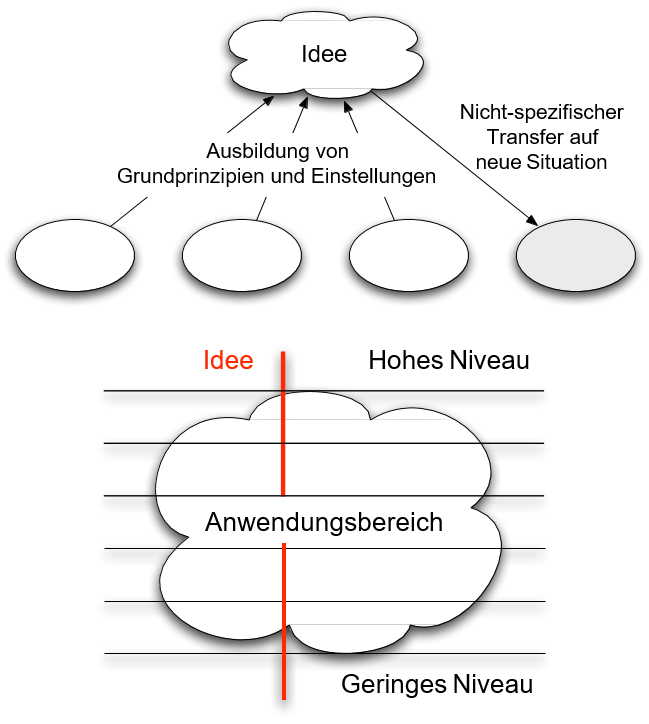 Idee
Nicht-spezifischer
Transfer auf
neue Situation
Ausbildung von
Grundprinzipien und Einstellungen
Idee
Hohes Niveau
Anwendungsbereich
Geringes Niveau